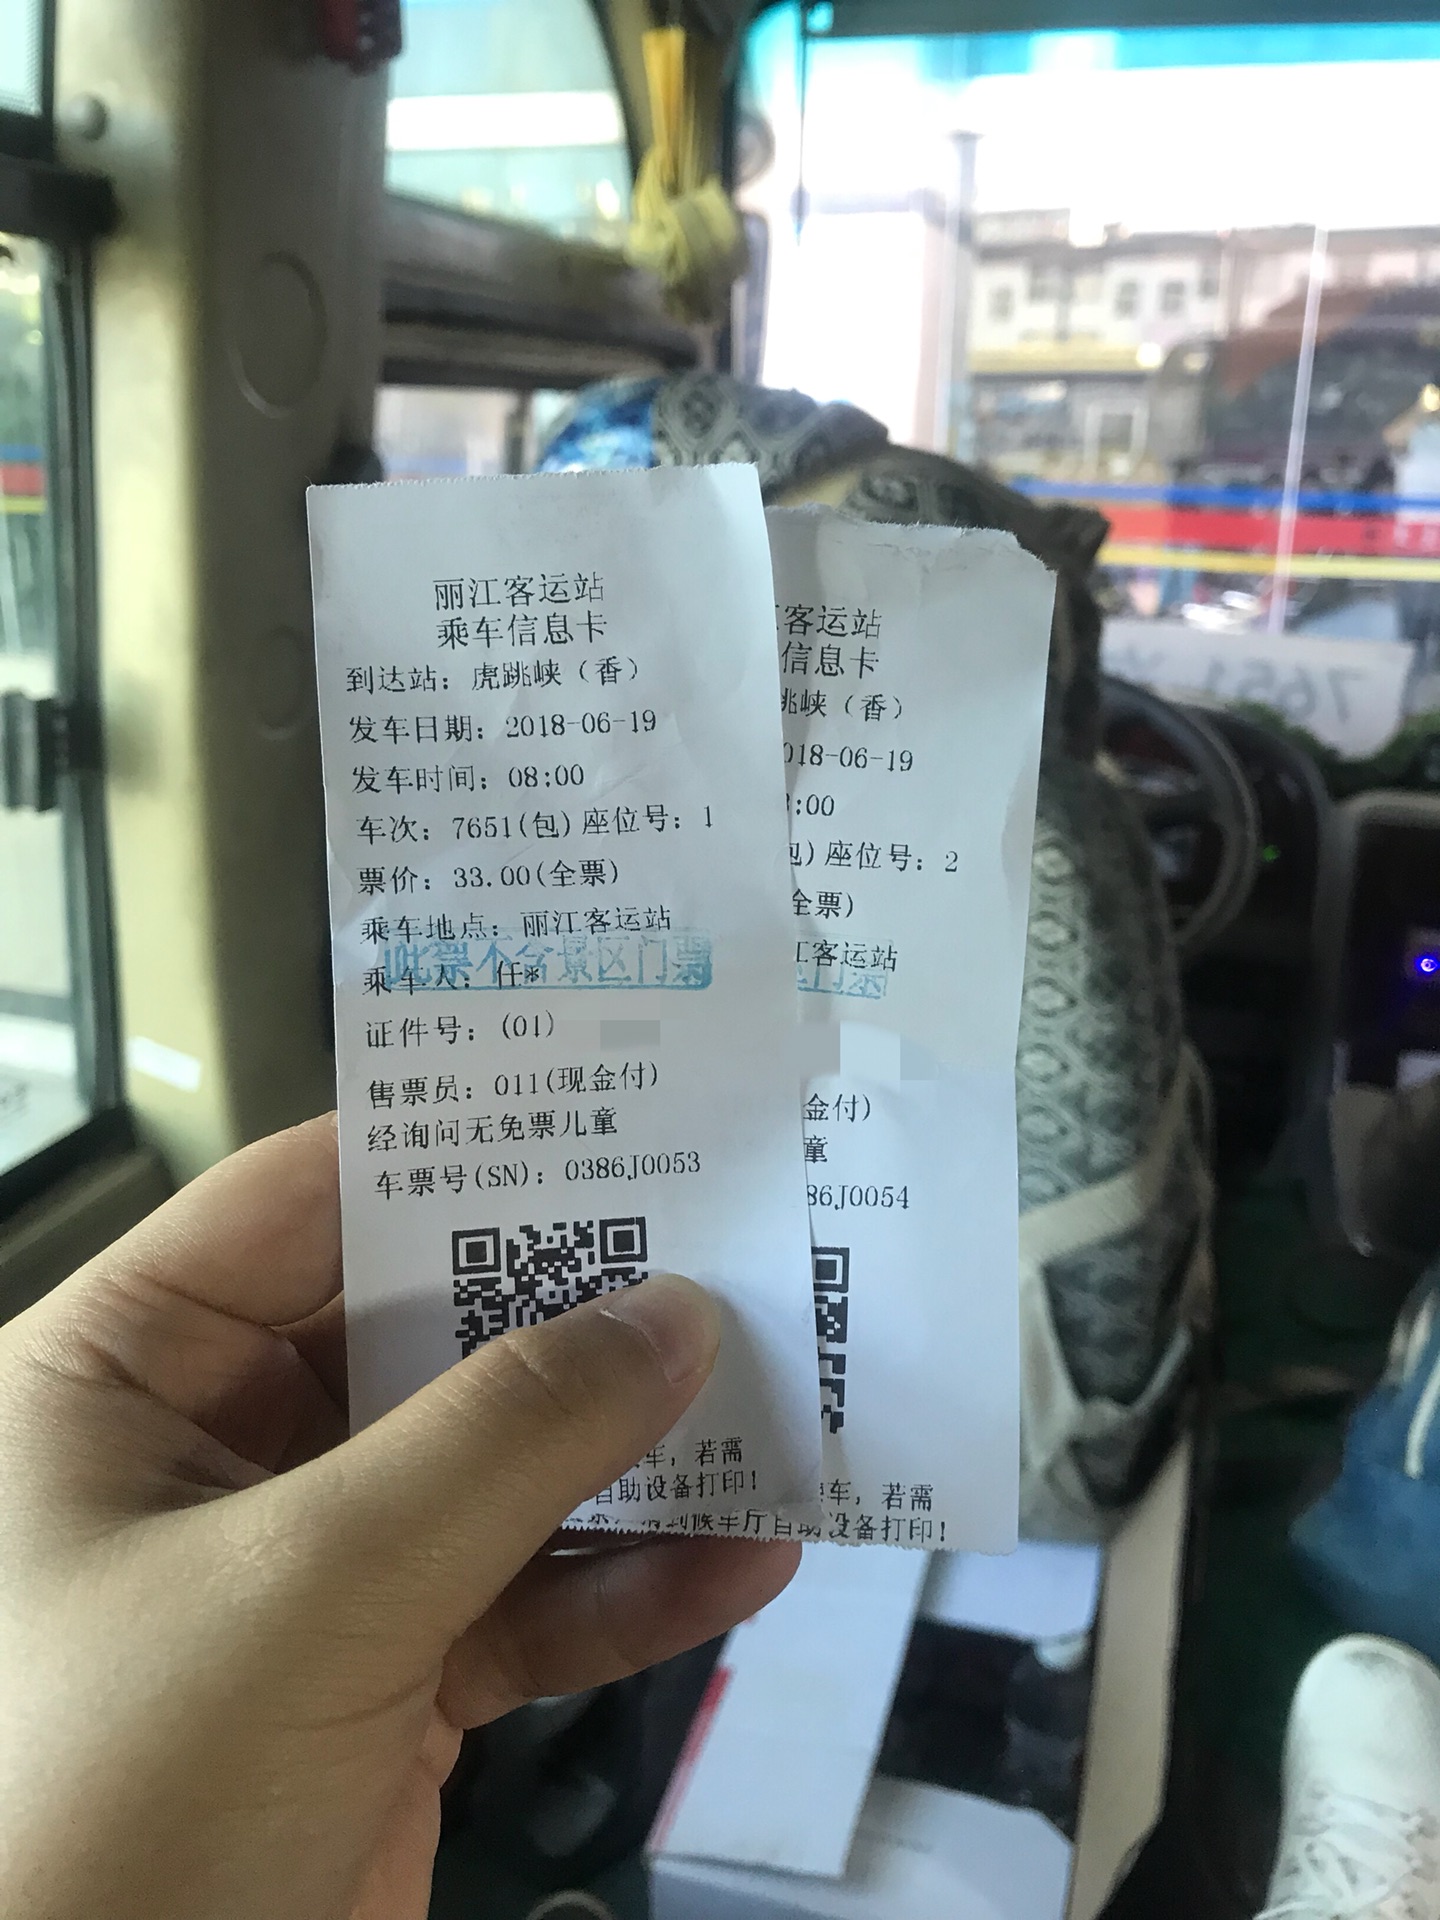 丽江客运站
乘车信息卡
到达站：虎跳峡（香）
发车日期：2018-06-19
发车时间：08:00
车次：7651(包)座位号：1
票价：33.00(全票)
乘车地点：丽江客运站
此票不含景区门票
乘车人：任*
证件号：(01)
售票员：011(现金付)
经询问无免票儿童
车票号(SN)：0386J0053
车，若需
自助设备打印！
客运站
信息卡
跳峡（香）
018-06-19
:00
包)座位号：2
全票)
江客运站
门票
金付)
童
86J0054
乘车，若需
请到候车厅自助设备打印！
7651